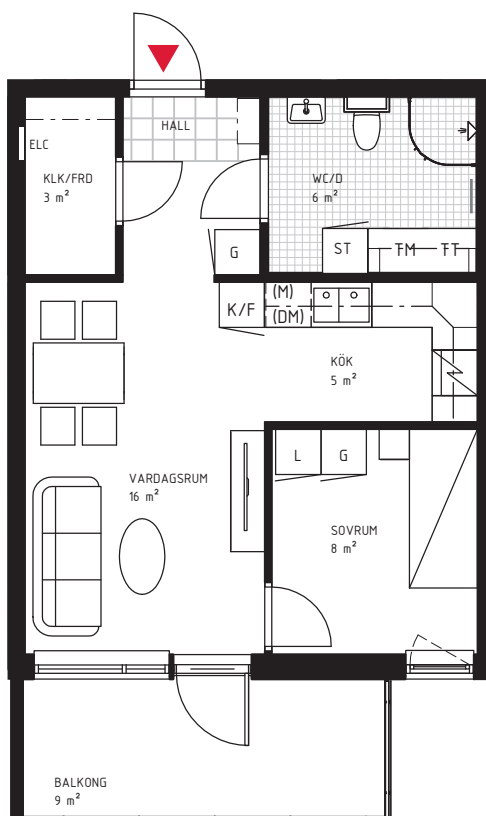 HALL
ELC
KLK/FRD
3 m²
WC/D
6 m²
G
ST
TM
TT
K/F
(M)
(DM)
KÖK
5 m²
L
G
VARDAGSRUM
16 m²
SOVRUM
8 m²
BALKONG
9 m²